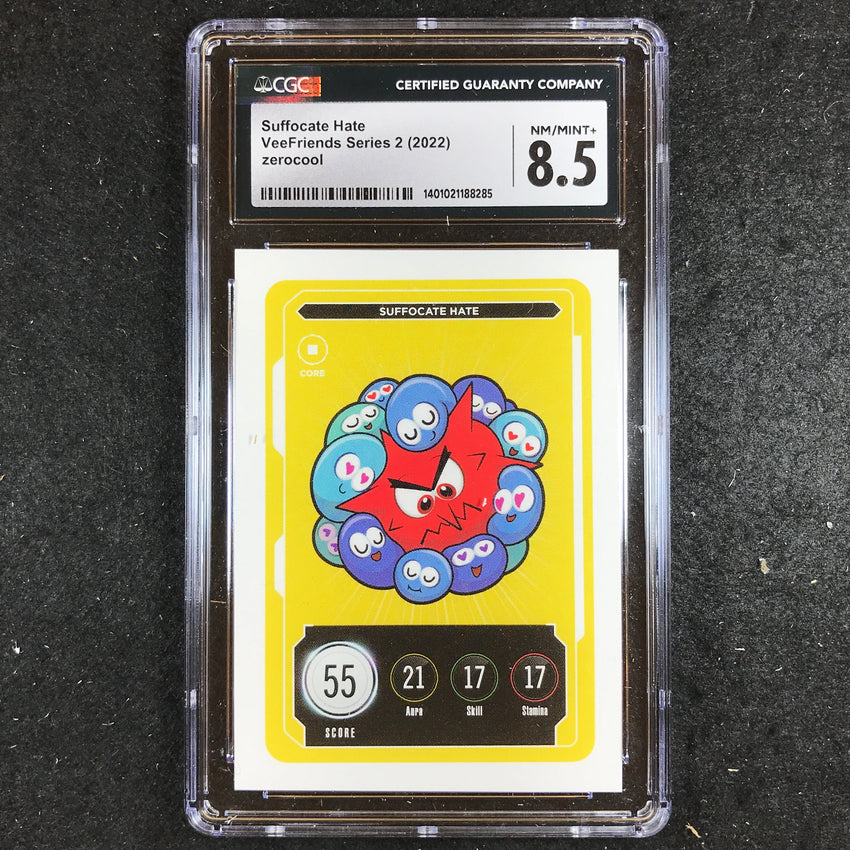 CGC
CERTIFIED GUARANTY COMPANY
Suffocate Hate
VeeFriends Series 2 (2022)
zerocool
NM/MINT+
8.5
1401021188285
SUFFOCATE HATE
CORE
55
21
17
17
SCORE
Aura
Skill
Stamina